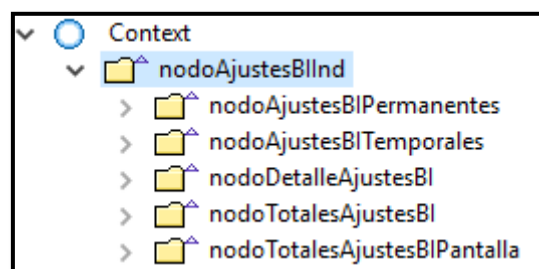 Context
nodoAjustesBIInd
nodoAjustesBIPermanentes
nodoAjustesBITemporales
nodoDetalleAjustesBI
nodoTotalesAjustesBI
nodoTotalesAjustesBIPantalla